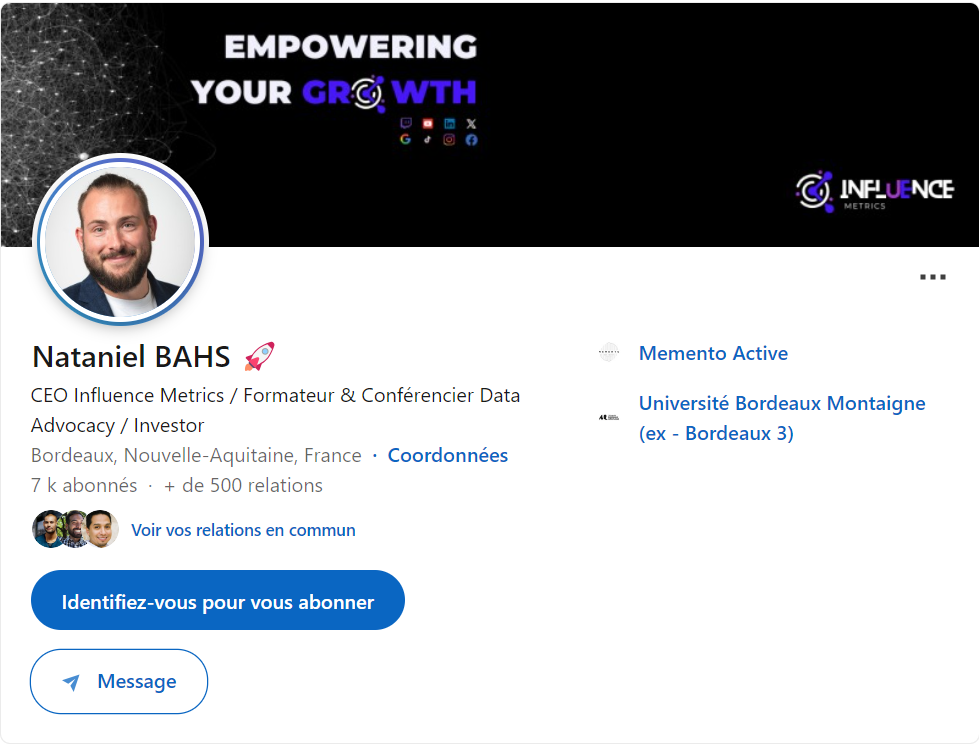 EMPOWERING
YOUR GROWTH
INFLUENCE
METRICS
Nataniel BAHS 🚀
CEO Influence Metrics / Formateur & Conférencier Data
Advocacy / Investor
Bordeaux, Nouvelle-Aquitaine, France · Coordonnées
7 k abonnés · + de 500 relations
Voir vos relations en commun
Identifiez-vous pour vous abonner
Message
Memento Active
Université Bordeaux Montaigne
(ex - Bordeaux 3)